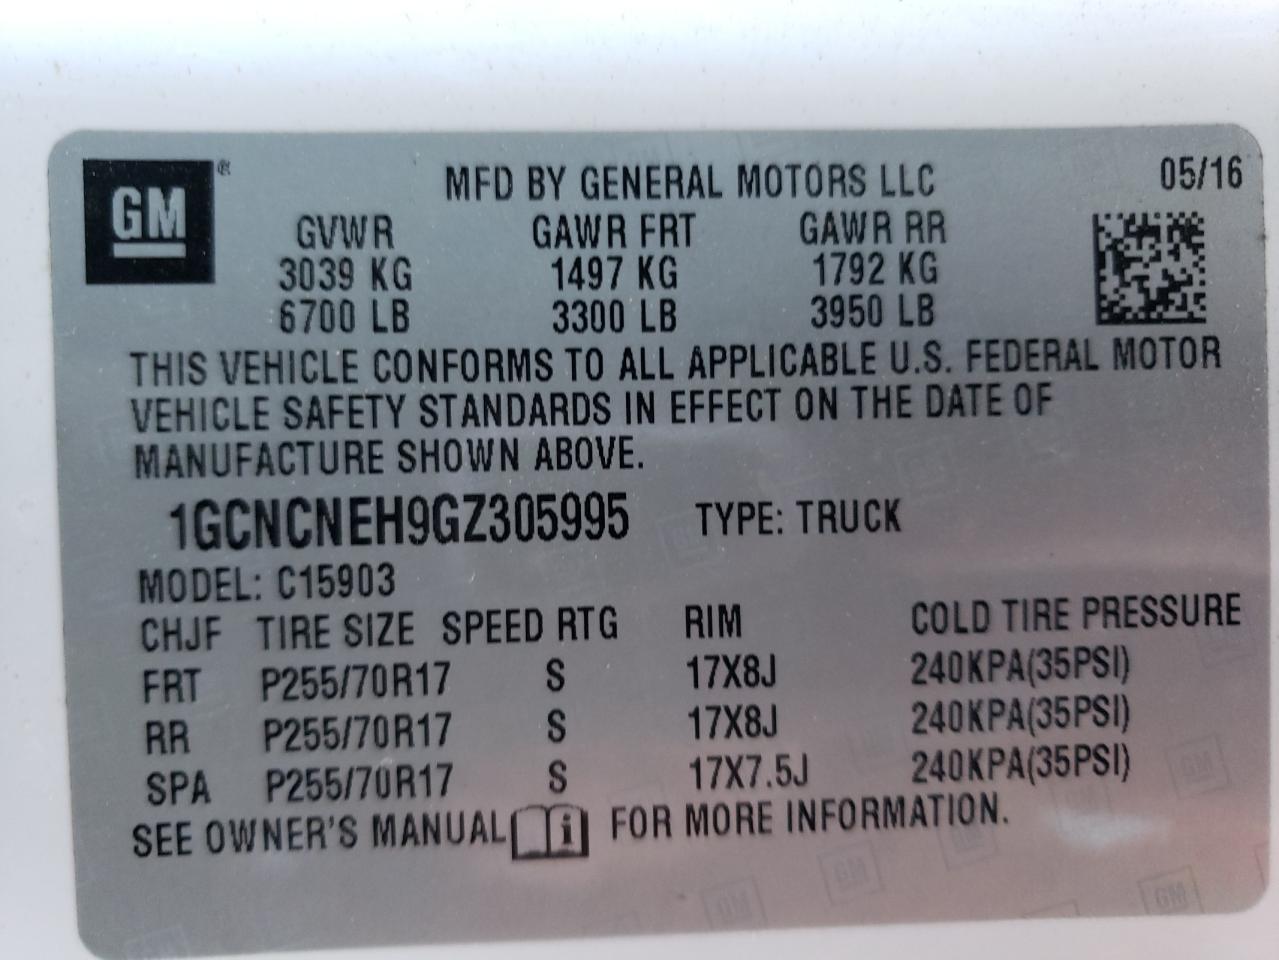 GM®
MFD BY GENERAL MOTORS LLC
05/16
GVWR GAWR FRT GAWR RR
3039 KG 1497 KG 1792 KG
6700 LB 3300 LB 3950 LB
THIS VEHICLE CONFORMS TO ALL APPLICABLE U.S. FEDERAL MOTOR
VEHICLE SAFETY STANDARDS IN EFFECT ON THE DATE OF
MANUFACTURE SHOWN ABOVE.
1GCNCNEH9GZ305995 TYPE: TRUCK
MODEL: C15903
CHJF TIRE SIZE SPEED RTG RIM COLD TIRE PRESSURE
FRT P255/70R17 S 17X8J 240KPA(35PSI)
RR P255/70R17 S 17X8J 240KPA(35PSI)
SPA P255/70R17 S 17X7.5J 240KPA(35PSI)
SEE OWNER'S MANUAL i FOR MORE INFORMATION.